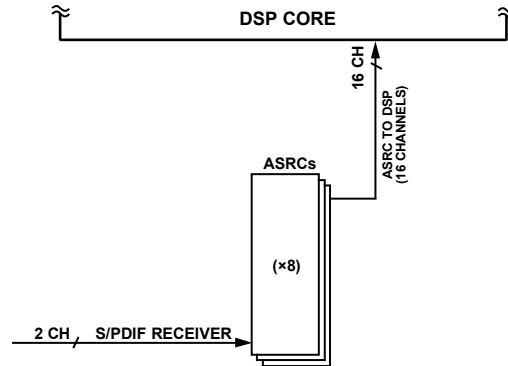 DSP CORE
16 CH
ASRC TO DSP
(16 CHANNELS)
ASRCs
(×8)
2 CH
S/PDIF RECEIVER